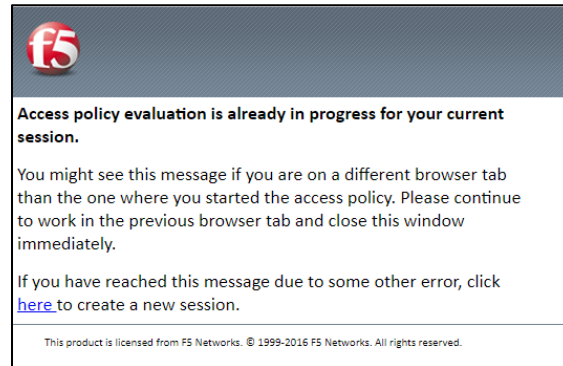 f5
Access policy evaluation is already in progress for your current
session.
You might see this message if you are on a different browser tab
than the one where you started the access policy. Please continue
to work in the previous browser tab and close this window
immediately.
If you have reached this message due to some other error, click
here to create a new session.
This product is licensed from F5 Networks. © 1999-2016 F5 Networks. All rights reserved.